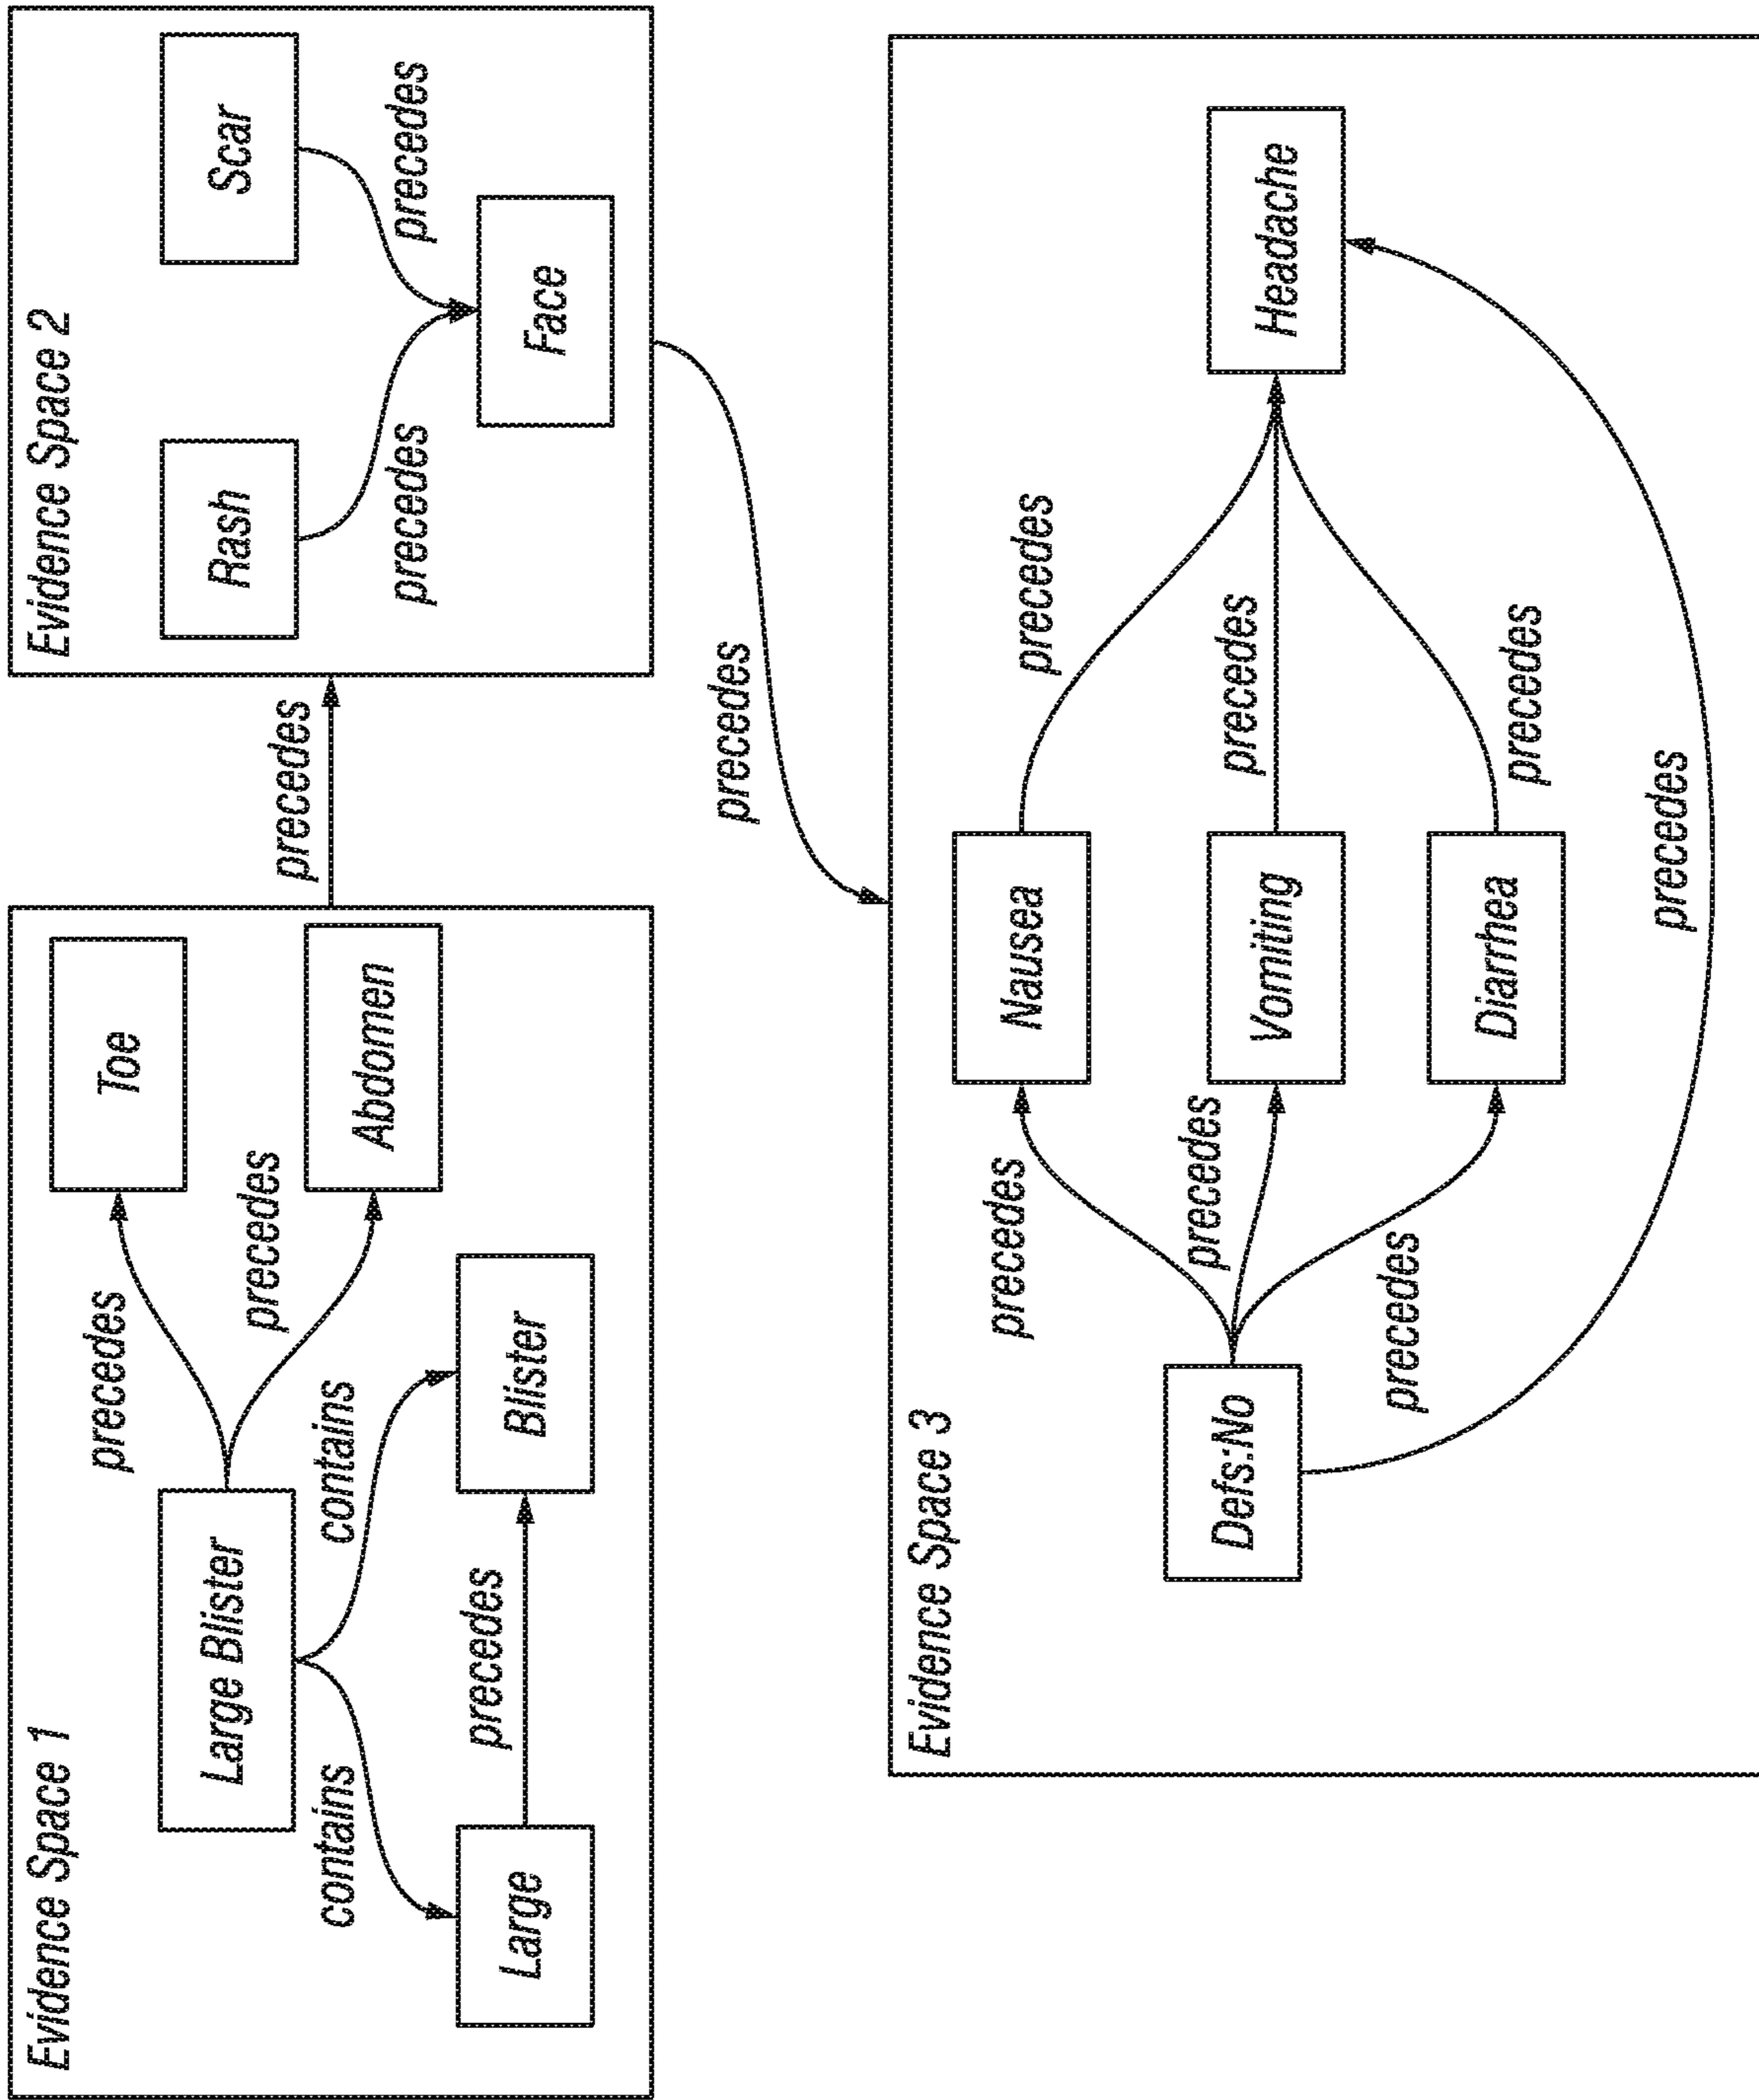 Evidence Space 1
Large Blister
precedes
Toe
precedes
Abdomen
contains
contains
Large
precedes
Blister
precedes
Evidence Space 2
Rash
Scar
precedes
precedes
Face
precedes
Evidence Space 3
Defs:No
precedes
precedes
precedes
Nausea
Vomiting
Diarrhea
precedes
precedes
precedes
Headache
precedes